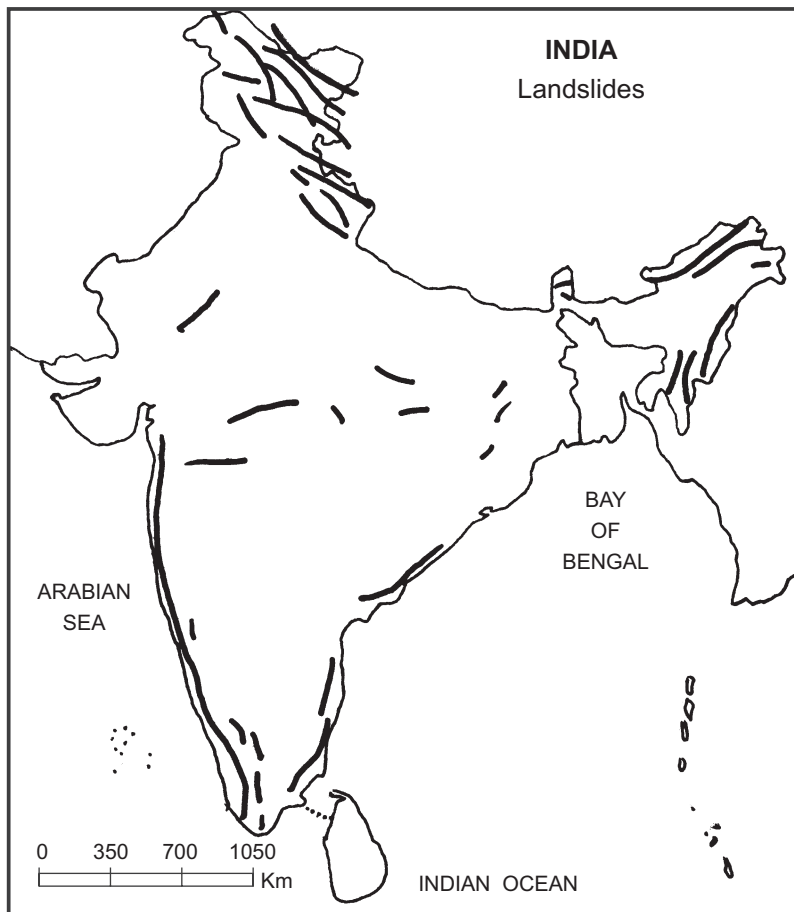 INDIA
Landslides
BAY
OF
BENGAL
ARABIAN
SEA
0 350 700 1050
Km
INDIAN OCEAN